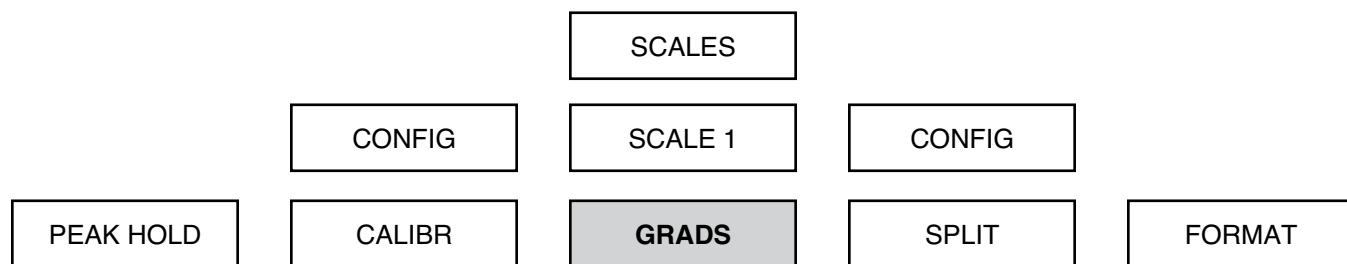 SCALES
CONFIG SCALE 1 CONFIG
PEAK HOLD CALIBR GRADS SPLIT FORMAT